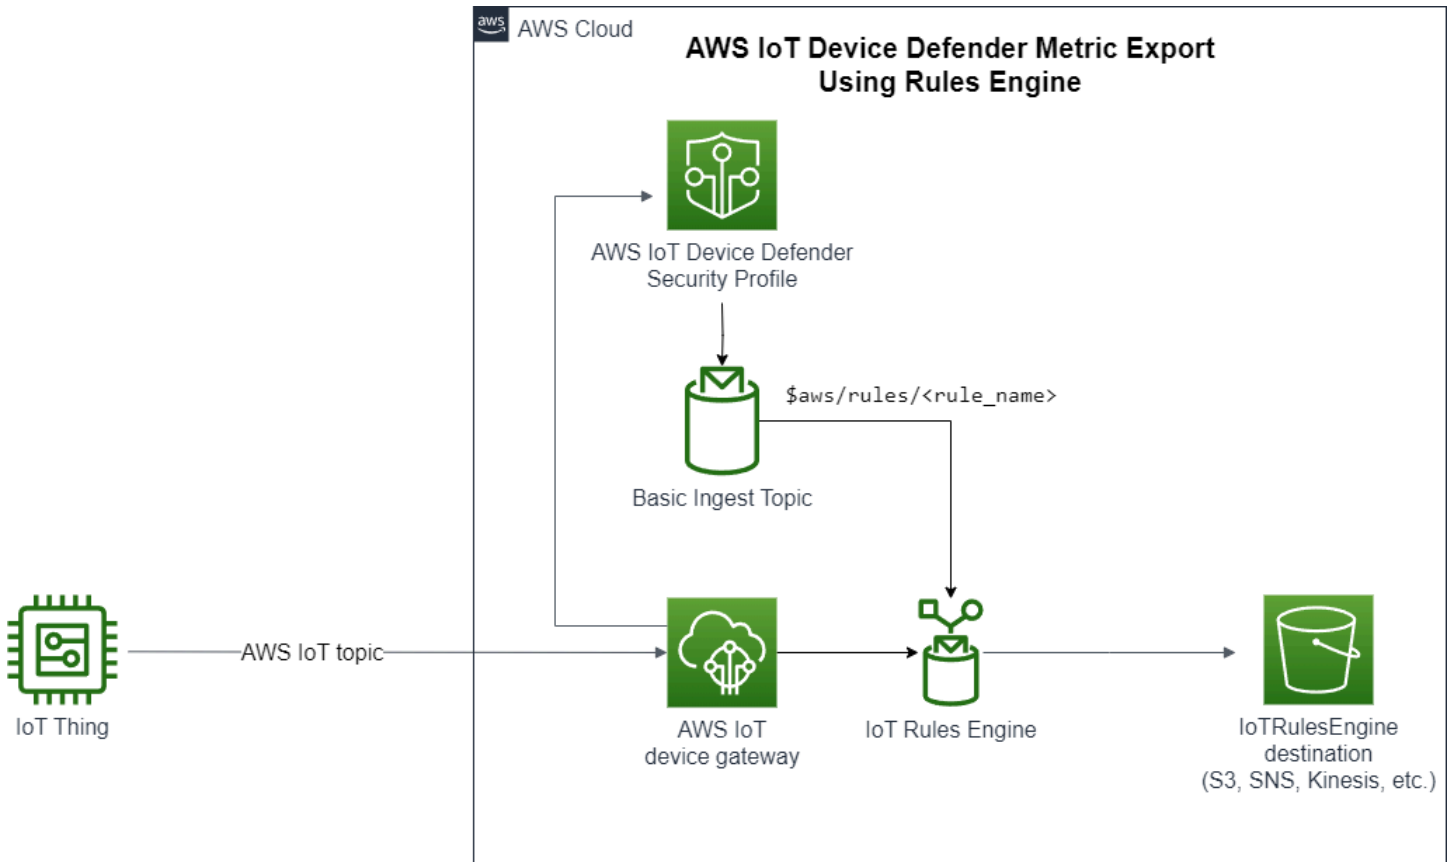 aws
AWS Cloud
AWS IoT Device Defender Metric Export
Using Rules Engine
AWS IoT Device Defender
Security Profile
$aws/rules/<rule_name>
Basic Ingest Topic
AWS IoT topic
IoT Thing
AWS IoT
device gateway
IoT Rules Engine
IoTRulesEngine
destination
(S3, SNS, Kinesis, etc.)